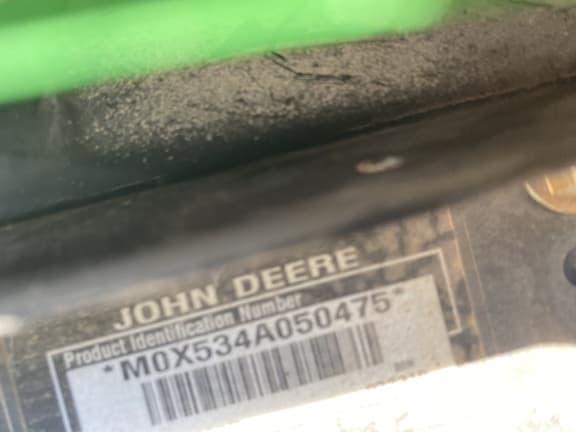 JOHN DEERE
Product Identification Number
*M0X534A050475*